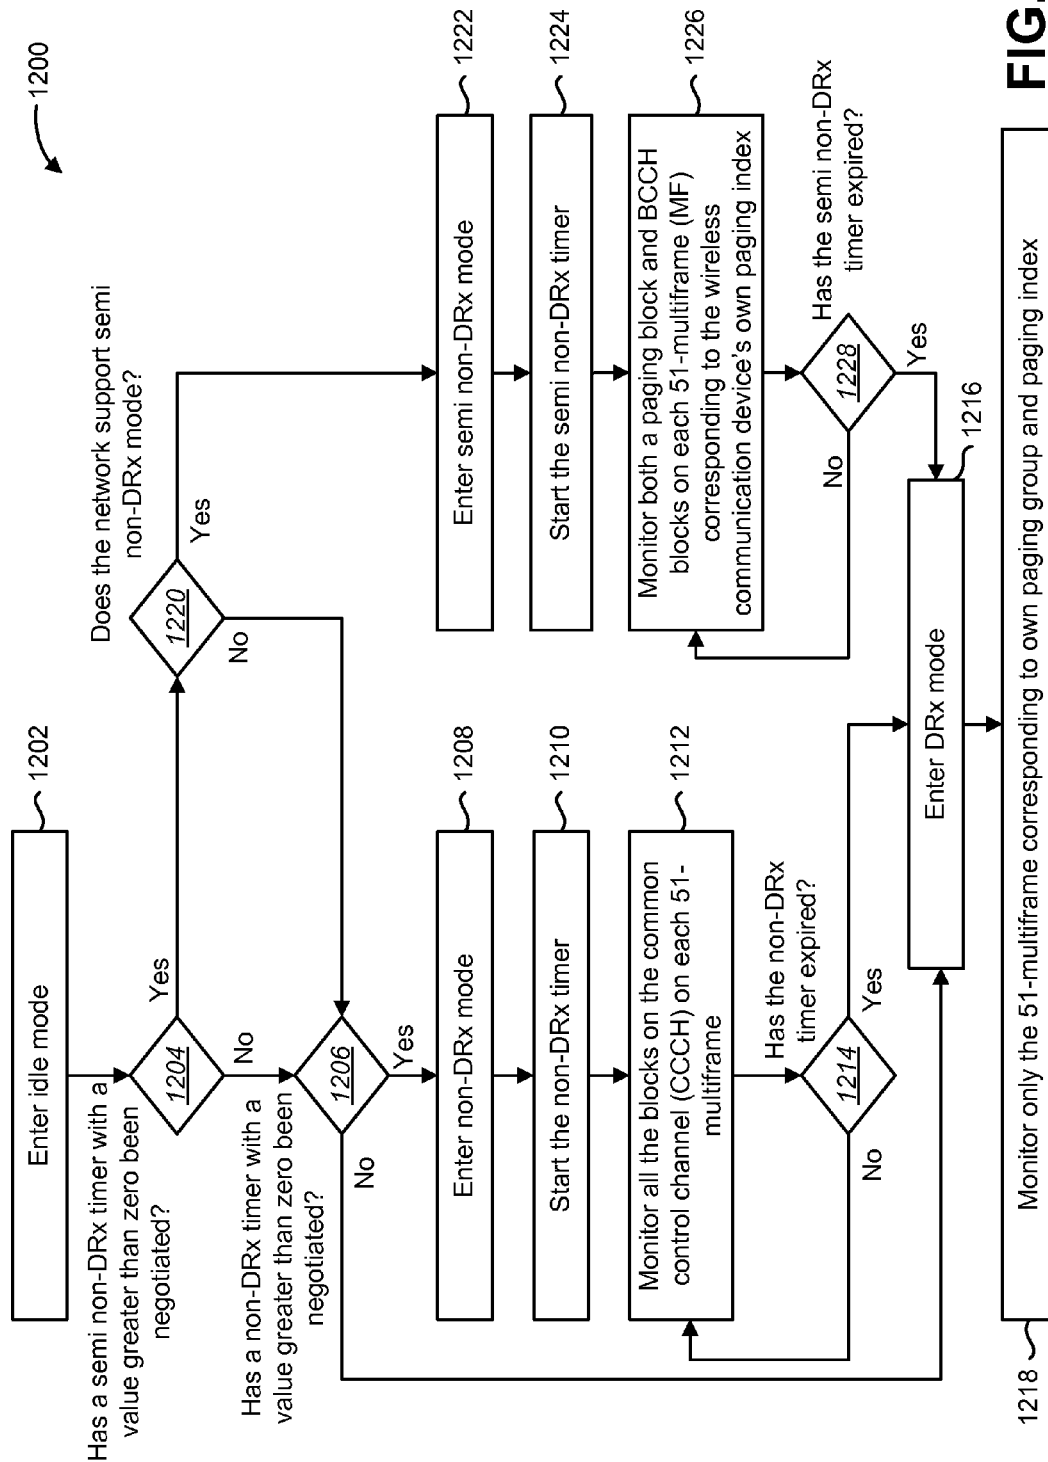 1200
Enter idle mode
1202
Has a semi non-DRx timer with a
value greater than zero been
negotiated?
1204
Yes
No
Does the network support semi
non-DRx mode?
1220
Yes
No
Has a non-DRx timer with a
value greater than zero been
negotiated?
1206
Yes
No
Enter non-DRx mode
1208
Start the non-DRx timer
1210
Monitor all the blocks on the common
control channel (CCCH) on each 51-
multiframe
1212
Has the non-DRx
timer expired?
1214
Yes
No
Enter semi non-DRx mode
1222
Start the semi non-DRx timer
1224
Monitor both a paging block and BCCH
blocks on each 51-multiframe (MF)
corresponding to the wireless
communication device's own paging index
1226
Has the semi non-DRx
timer expired?
1228
Yes
No
Enter DRx mode
1216
Monitor only the 51-multiframe corresponding to own paging group and paging index
1218
FIG.